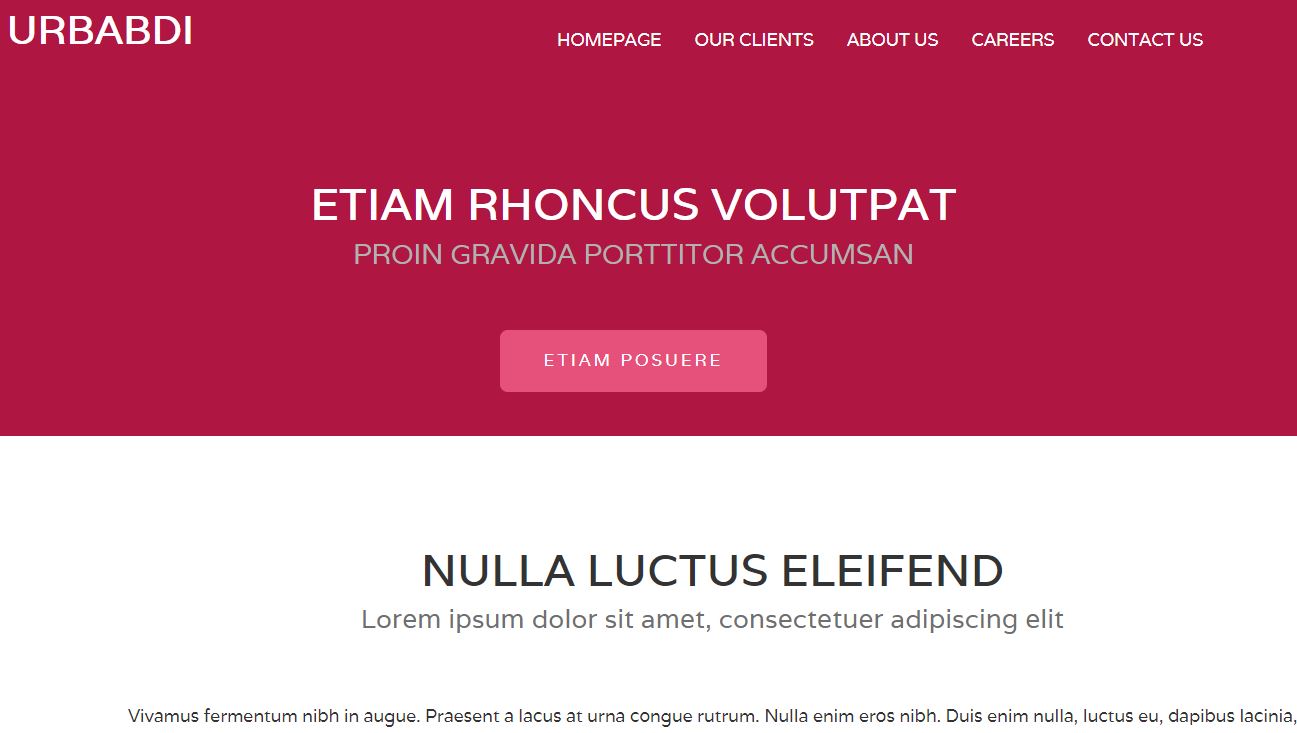 URBABDI
HOMEPAGE OUR CLIENTS ABOUT US CAREERS CONTACT US
ETIAM RHONCUS VOLUTPAT
PROIN GRAVIDA PORTTITOR ACCUMSAN
ETIAM POSUERE
NULLA LUCTUS ELEIFEND
Lorem ipsum dolor sit amet, consectetuer adipiscing elit
Vivamus fermentum nibh in augue. Praesent a lacus at urna congue rutrum. Nulla enim eros nibh. Duis enim nulla, luctus eu, dapibus lacinia,